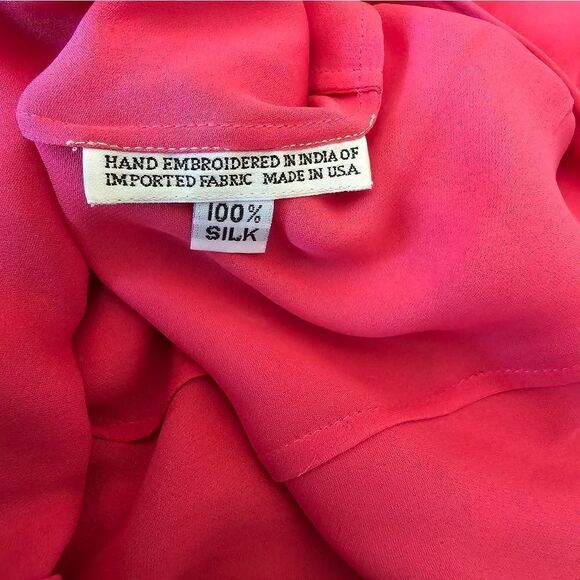 HAND EMBROIDERED IN INDIA OF
IMPORTED FABRIC MADE IN U.S.A.
100%
SILK